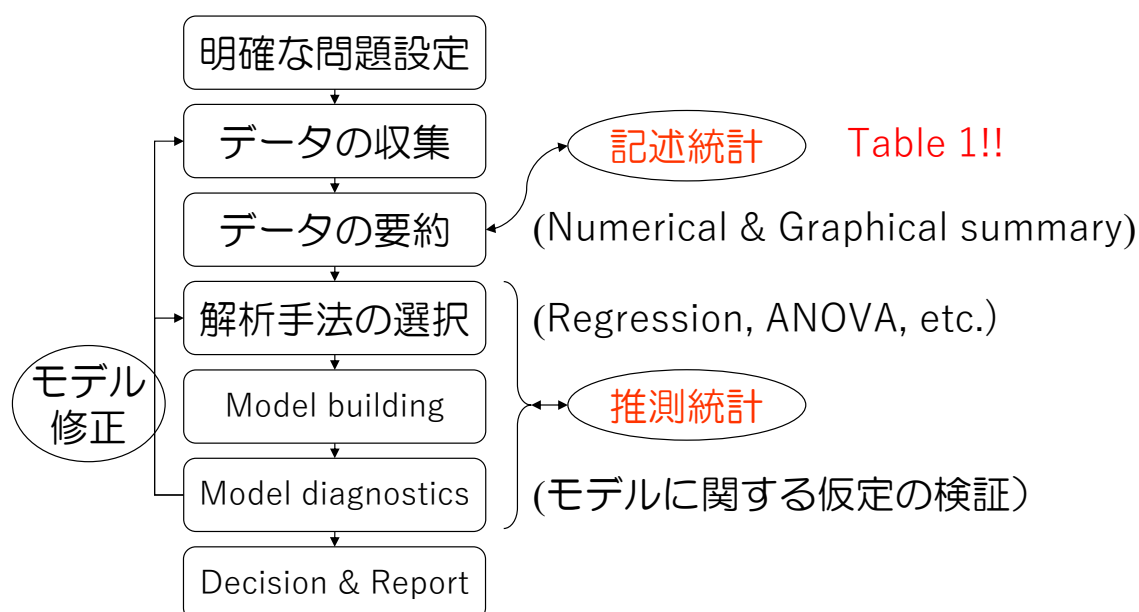 明確な問題設定
データの収集
記述統計
Table 1!!
データの要約
(Numerical & Graphical summary)
解析手法の選択
(Regression, ANOVA, etc.)
モデル
修正
Model building
推測統計
Model diagnostics
(モデルに関する仮定の検証）
Decision & Report